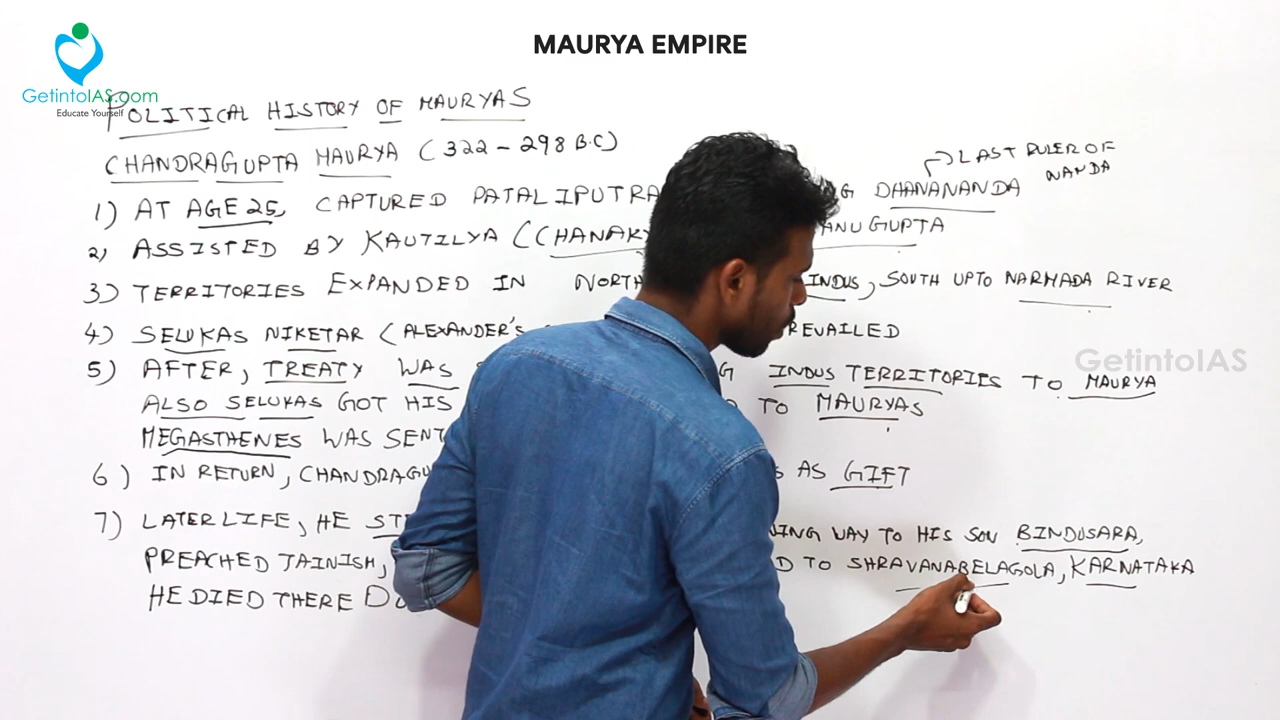 MAURYA EMPIRE
GetintoIAS.com
Educate Yourself
POLITICAL HISTORY OF MAURYAS
CHANDRAGUPTA MAURYA (322 - 298 B.C)
LAST RULER OF
NANDA
1) AT AGE 25, CAPTURED PATALIPUTRA DHANANANDA
2) ASSISTED BY KAUTILYA (CHANAK ANUGUPTA
3) TERRITORIES EXPANDED IN NORTH INDUS, SOUTH UPTO NARMADA RIVER
4) SELUKAS NIKETAR (ALEXANDER'S REVAILED
GetintoIAS
5) AFTER, TREATY WAS G INDUS TERRITORIES TO MAURYA
ALSO SELUKAS GOT HIS TO MAURYAS
MEGASTHENES WAS SENT
6) IN RETURN, CHANDRAGU S AS GIFT
7) LATER LIFE, HE ST NING WAY TO HIS SON BINDUSARA,
PREACHED JAINISH, D TO SHRAVANABELAGOLA, KARNATAKA
HE DIED THERE